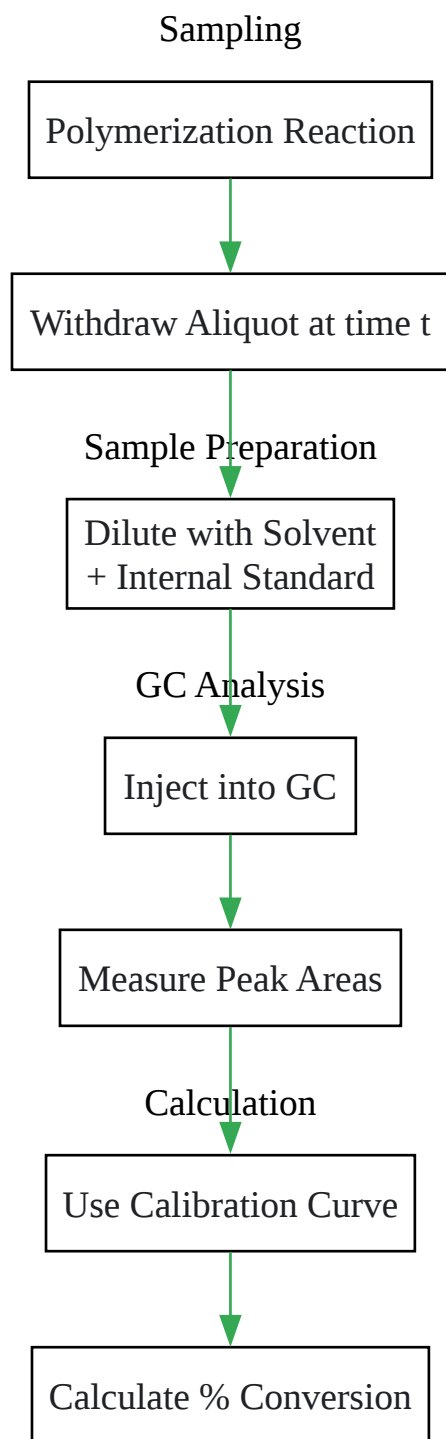 Sampling
Polymerization Reaction
Withdraw Aliquot at time t
Sample Preparation
Dilute with Solvent
+ Internal Standard
GC Analysis
Inject into GC
Measure Peak Areas
Calculation
Use Calibration Curve
Calculate % Conversion